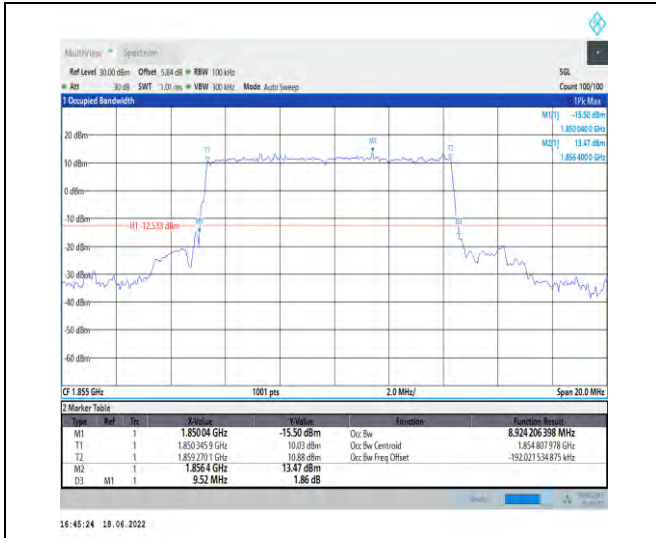 MultiView Spectrum
Ref Level 30.00 dBm Offset 5.84 dB RBW 100 kHz SGL
Att 30 dB SWT 1.01 ms VBW 300 kHz Mode Auto Sweep Count 100/100
1 Occupied Bandwidth 1Pk Max
M1[1] -15.50 dBm
1.850 040 0 GHz
M2[1] 13.47 dBm
1.856 400 0 GHz
20 dBm
M2
T1 T2
10 dBm
0 dBm
-10 dBm
H1 -12.533 dBm M1 D3
-20 dBm
-30 dBm
-40 dBm
-50 dBm
-60 dBm
CF 1.855 GHz 1001 pts 2.0 MHz/ Span 20.0 MHz
2 Marker Table
Type Ref Trc X-Value Y-Value Function Function Result
M1 1 1.85004 GHz -15.50 dBm Occ Bw 8.924 206 398 MHz
T1 1 1.850 345 9 GHz 10.03 dBm Occ Bw Centroid 1.854 807 978 GHz
T2 1 1.859 270 1 GHz 10.88 dBm Occ Bw Freq Offset -192.021 534 875 kHz
M2 1 1.8564 GHz 13.47 dBm
D3 M1 1 9.52 MHz 1.86 dB
16:45:24 18.06.2022